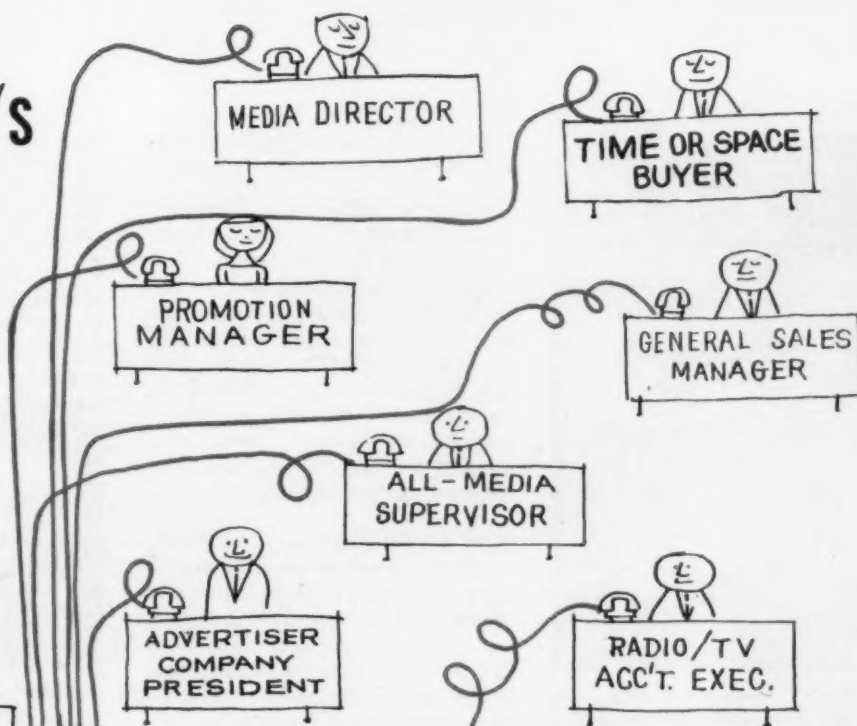 's
MEDIA DIRECTOR
TIME OR SPACE
BUYER
PROMOTION
MANAGER
GENERAL SALES
MANAGER
ALL-MEDIA
SUPERVISOR
ADVERTISER
COMPANY
PRESIDENT
RADIO/TV
ACC'T. EXEC.